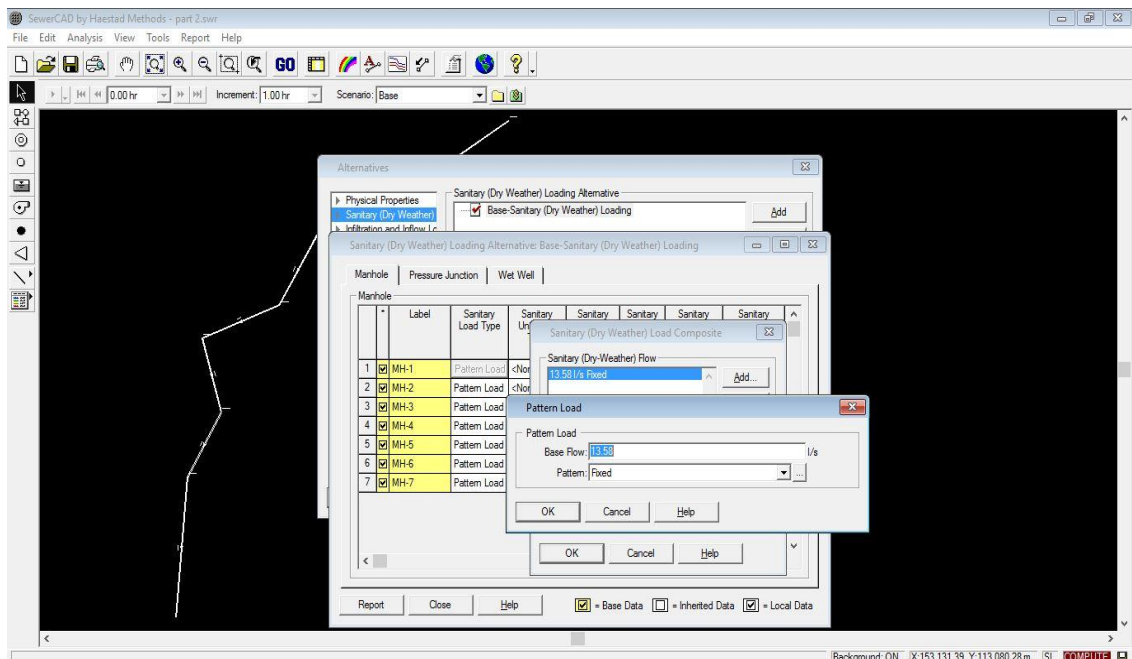 SewerCAD by Haestad Methods - part 2.swr
File Edit Analysis View Tools Report Help
GO
0.00 hr Increment: 1.00 hr Scenario: Base
Alternatives
Physical Properties
Sanitary (Dry Weather)
Infiltration and Inflow Lc
Sanitary (Dry Weather) Loading Alternative
Base-Sanitary (Dry Weather) Loading
Add
Sanitary (Dry Weather) Loading Alternative: Base-Sanitary (Dry Weather) Loading
Manhole Pressure Junction Wet Well
Manhole
* Label Sanitary Load Type Sanitary Un Sanitary Sanitary Sanitary Sanitary
1 MH-1 Pattern Load <Nor
2 MH-2 Pattern Load <Nor
3 MH-3 Pattern Load
4 MH-4 Pattern Load
5 MH-5 Pattern Load
6 MH-6 Pattern Load
7 MH-7 Pattern Load
Sanitary (Dry Weather) Load Composite
Sanitary (Dry-Weather) Flow
13.58 l/s Fixed
Add...
Pattern Load
Pattern Load
Base Flow: 13.58 l/s
Pattern: Fixed ...
OK Cancel Help
OK Cancel Help
Report Close Help = Base Data = Inherited Data = Local Data
Background: ON X:153,131.39, Y:113,080.28 m SI COMPUTE